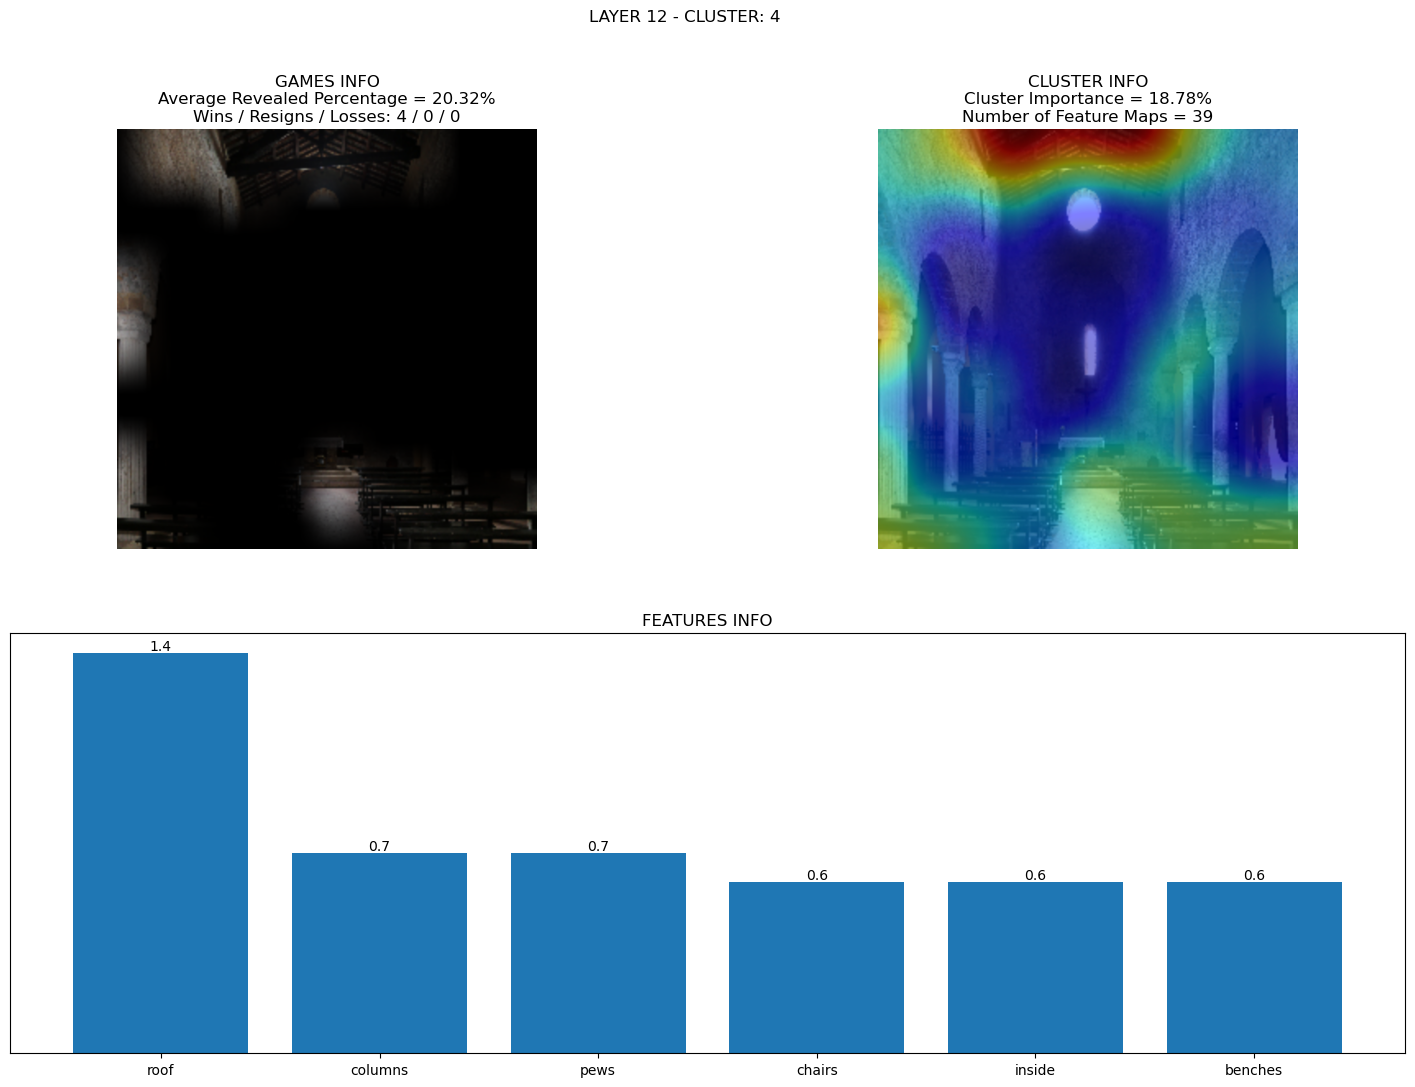 LAYER 12 - CLUSTER: 4
GAMES INFO
Average Revealed Percentage = 20.32%
Wins / Resigns / Losses: 4 / 0 / 0
CLUSTER INFO
Cluster Importance = 18.78%
Number of Feature Maps = 39
FEATURES INFO
1.4
0.7
0.7
0.6
0.6
0.6
roof
columns
pews
chairs
inside
benches